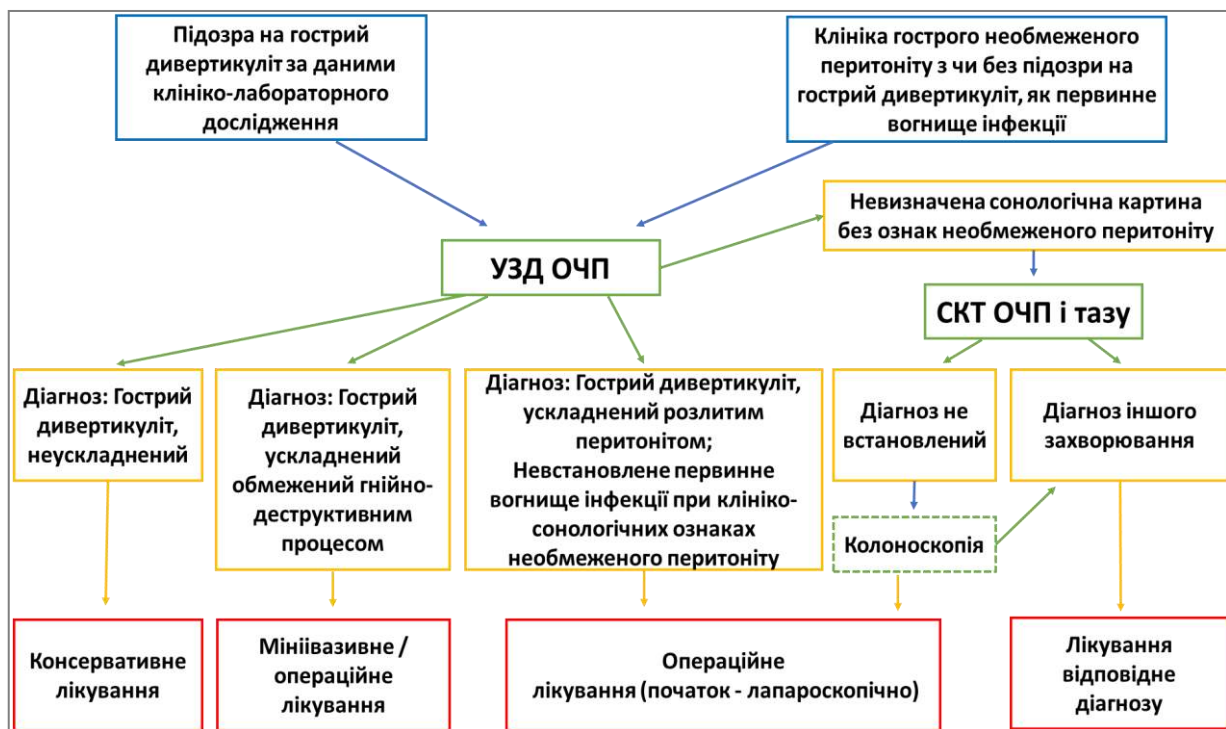 Підозра на гострий
дивертикуліт за даними
клініко-лабораторного
дослідження
Клініка гострого необмеженого
перитоніту з чи без підозри на
гострий дивертикуліт, як первинне
вогнище інфекції
Невизначена сонологічна картина
без ознак необмеженого перитоніту
УЗД ОЧП
СКТ ОЧП і тазу
Діагноз: Гострий
дивертикуліт,
неускладнений
Діагноз: Гострий
дивертикуліт,
ускладнений
обмежений гнійно-
деструктивним
процесом
Діагноз: Гострий дивертикуліт,
ускладнений розлитим
перитонітом;
Невстановлене первинне
вогнище інфекції при клініко-
сонологічних ознаках
необмеженого перитоніту
Діагноз не
встановлений
Діагноз іншого
захворювання
Колоноскопія
Консервативне
лікування
Мініівазивне /
операційне
лікування
Операційне
лікування (початок - лапароскопічно)
Лікування
відповідне
діагнозу